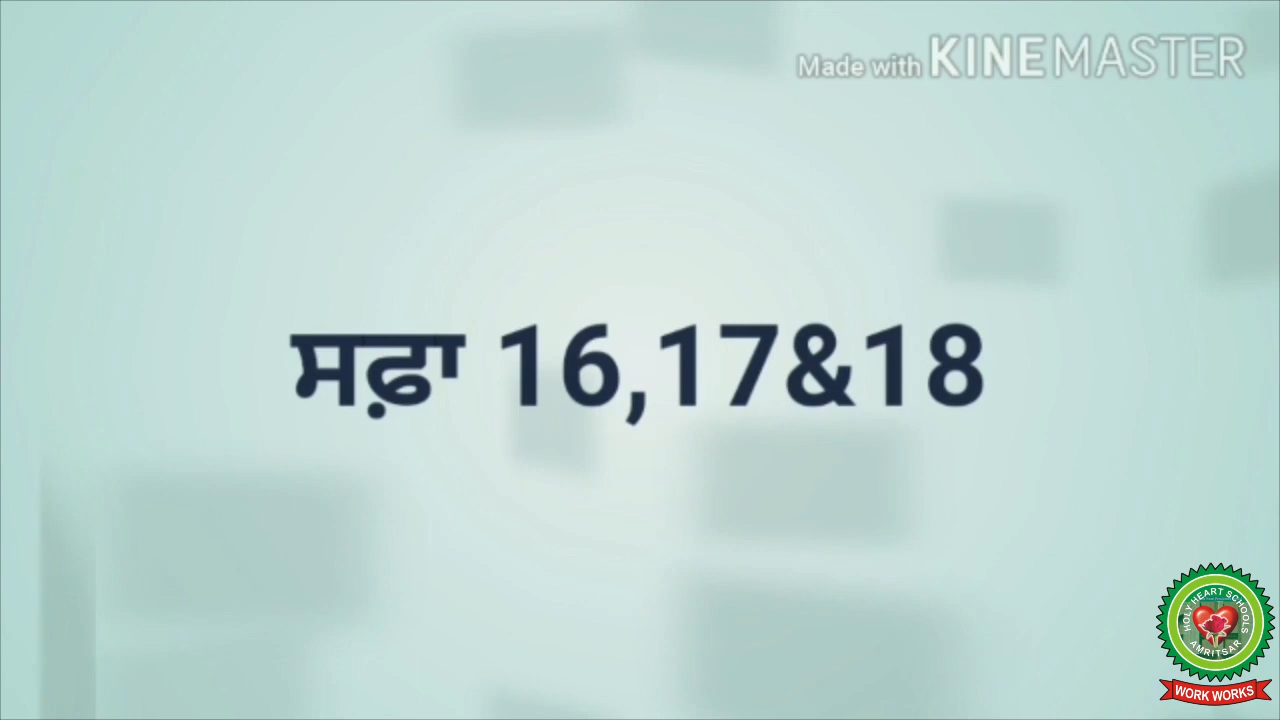 Made with KINEMASTER
ਸਫ਼ਾ 16,17&18
HOLY HEART SCHOOLS
AMRITSAR
WORK WORKS